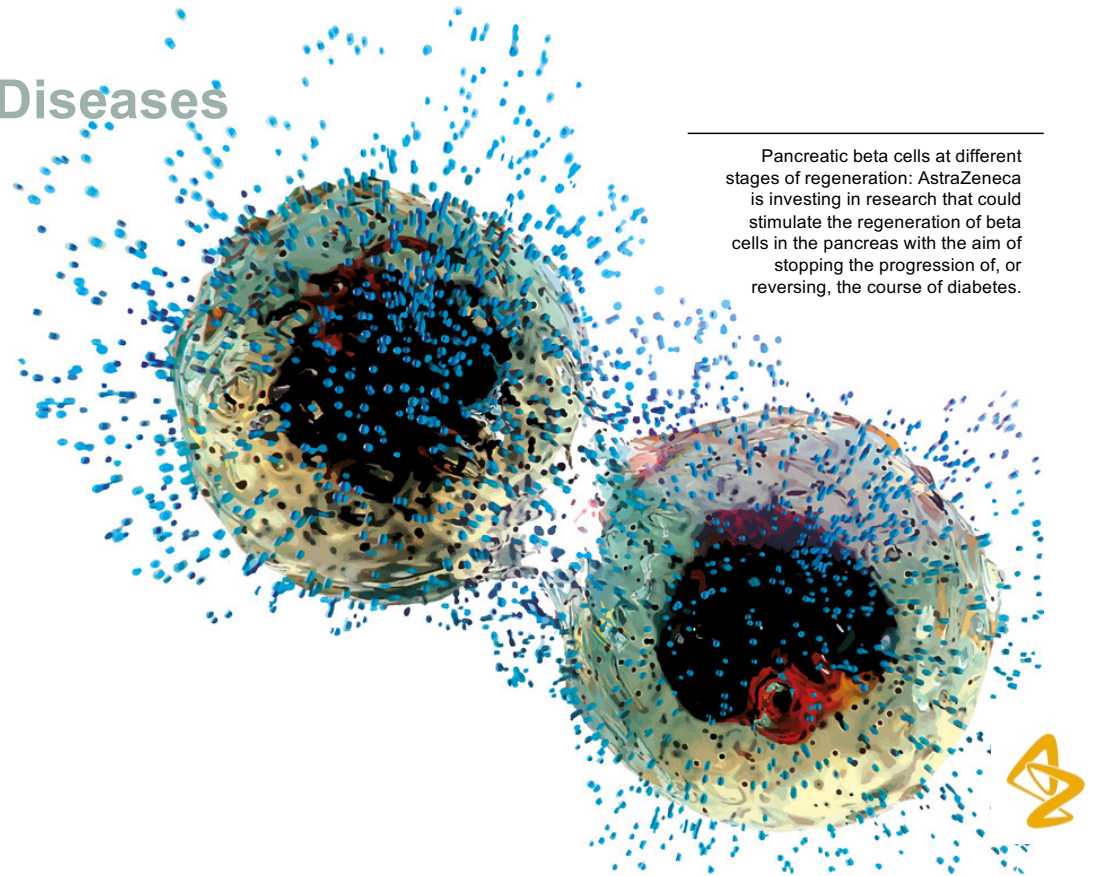 Diseases
Pancreatic beta cells at different
stages of regeneration: AstraZeneca
is investing in research that could
stimulate the regeneration of beta
cells in the pancreas with the aim of
stopping the progression of, or
reversing, the course of diabetes.